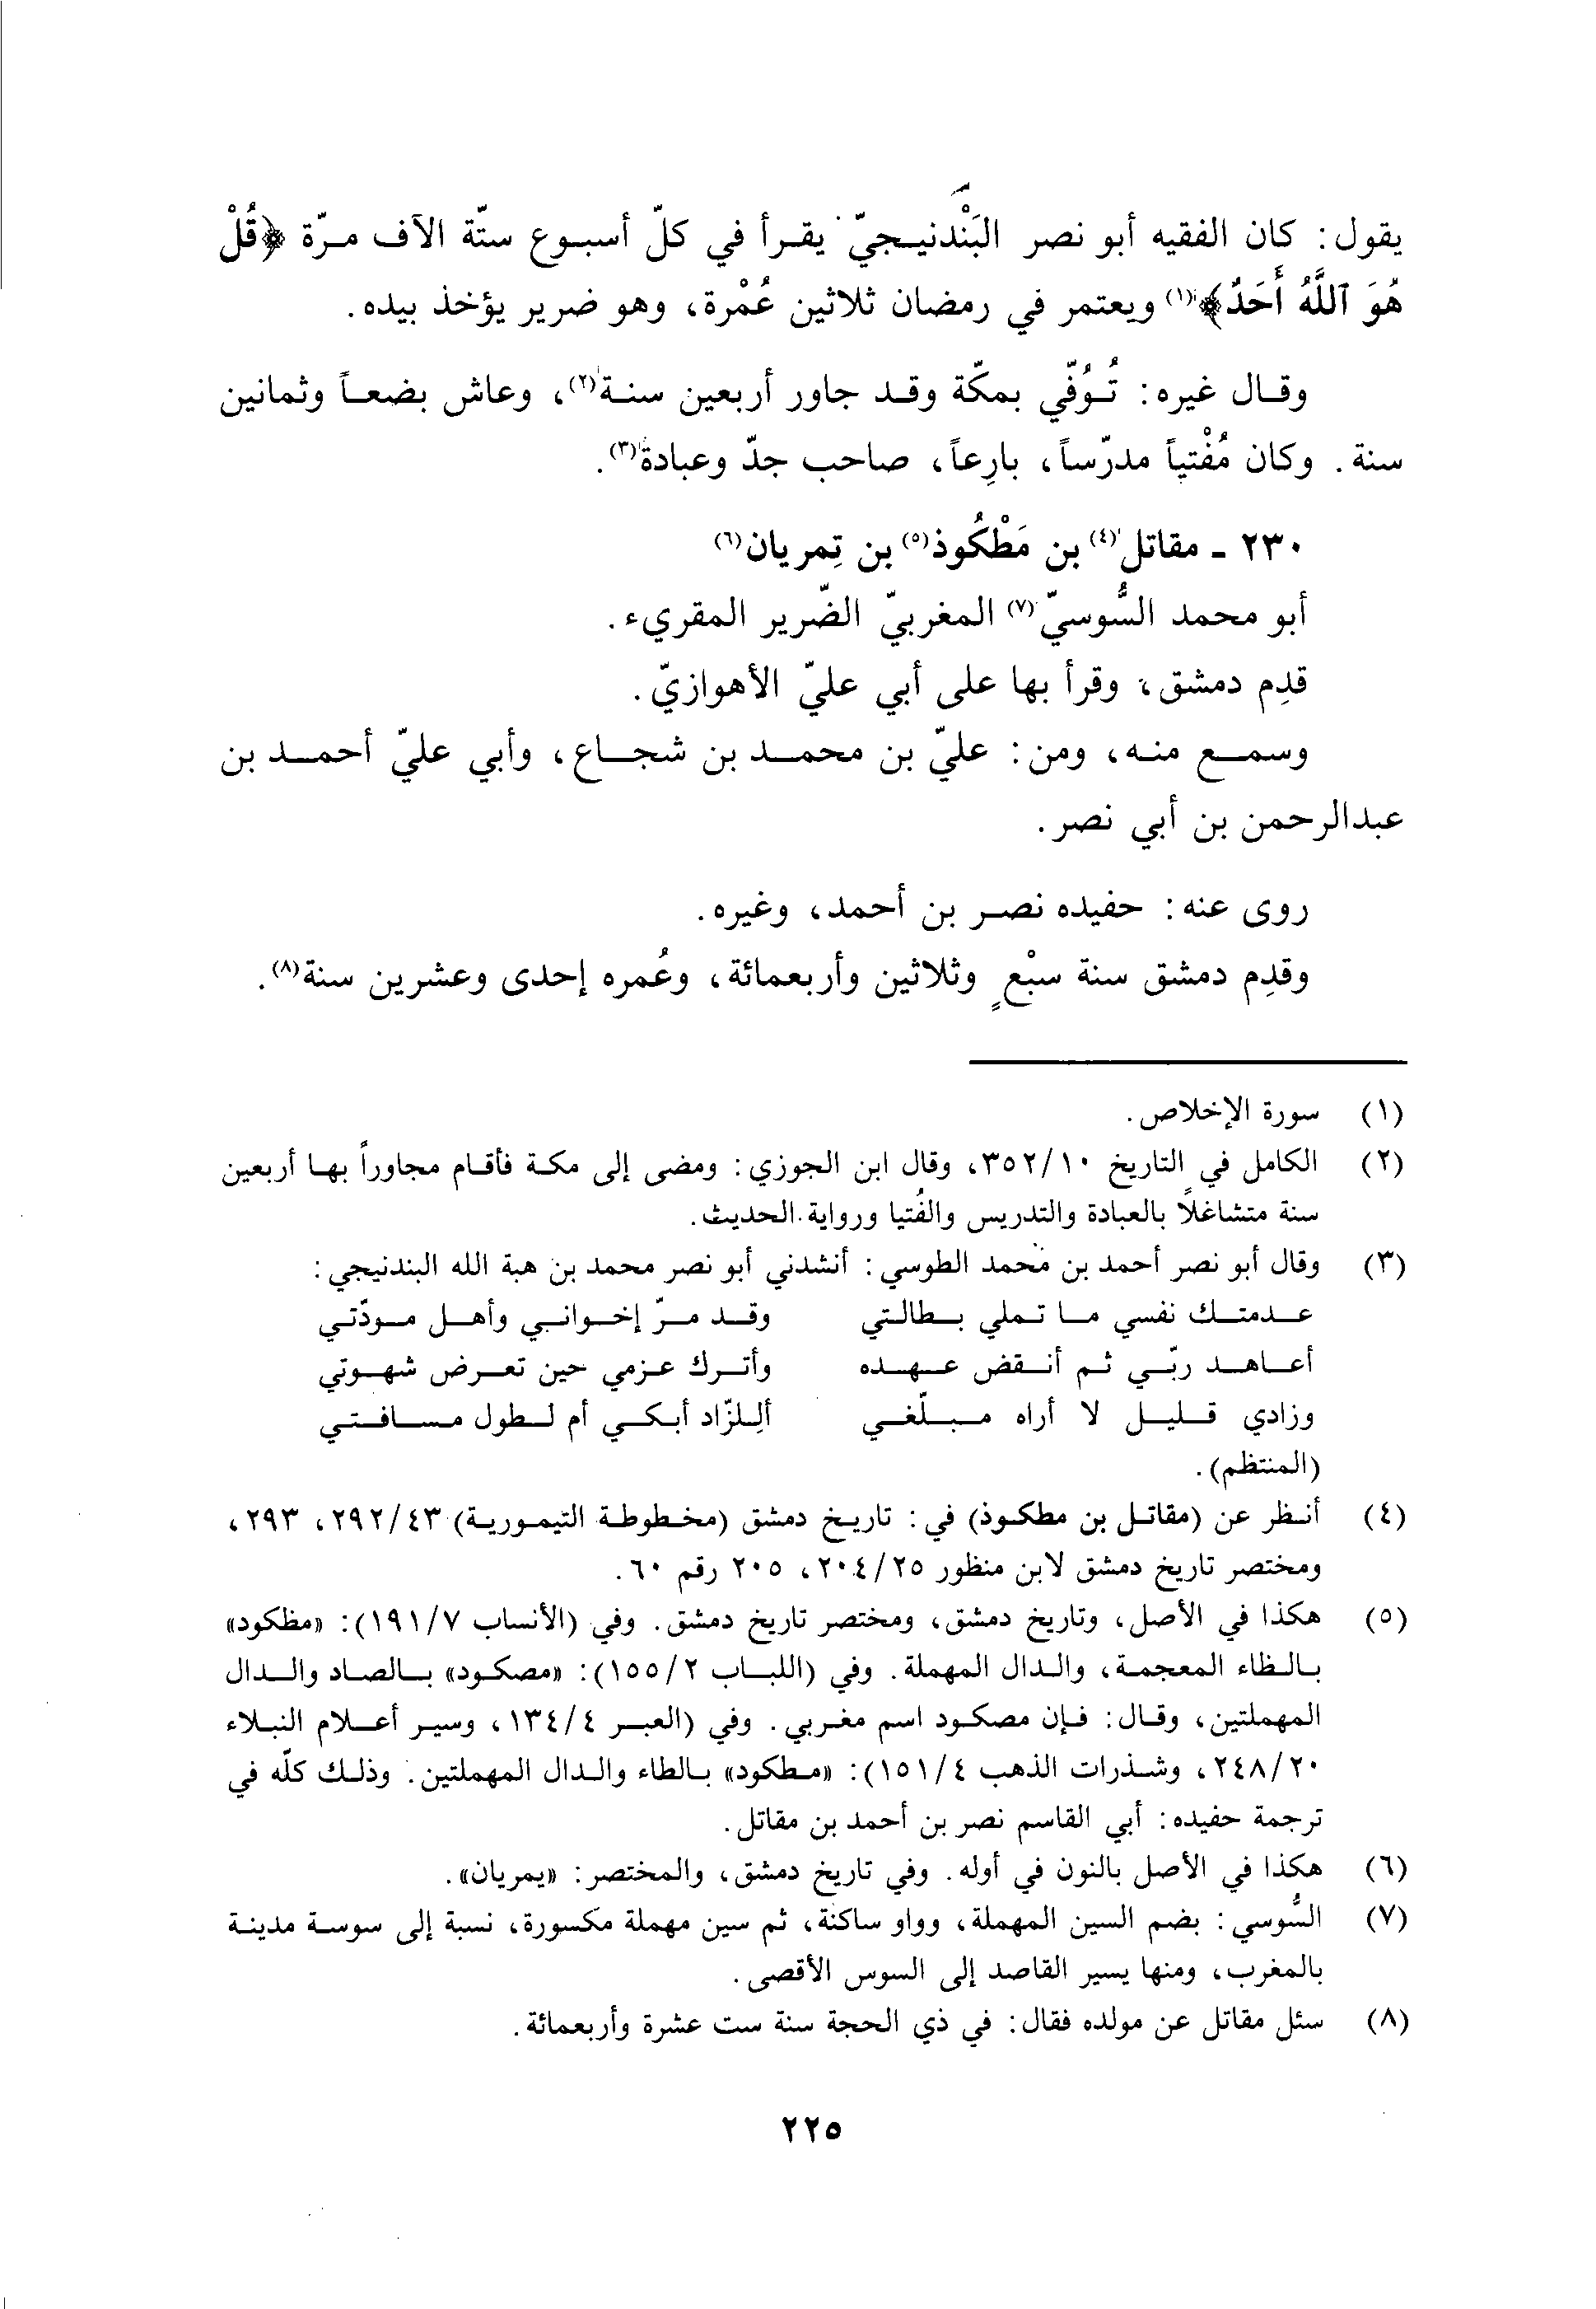 يقول: كان الفقيه أبو نصر البَنْدنيجيّ يقرأ في كلّ أسبوع ستّة الآف مرّة ﴿قُلْ
هُوَ ٱللَّهُ أَحَدٌ﴾(١) ويعتمر في رمضان ثلاثين عُمْرة، وهو ضرير يؤخذ بيده.
وقال غيره: تُوُفّي بمكّة وقد جاور أربعين سنة(٢)، وعاش بضعاً وثمانين
سنة. وكان مُفْتياً مدرّساً، بارِعاً، صاحب جدّ وعبادة(٣).
٢٣٠ - مقاتل(٤) بن مَطْكُوذ(٥) بن تِمريان(٦)
أبو محمد السُّوسيّ(٧) المغربيّ الضّرير المقريء.
قدِم دمشق، وقرأ بها على أبي عليّ الأهوازيّ.
وسمع منه، ومن: عليّ بن محمد بن شجاع، وأبي عليّ أحمد بن
عبدالرحمن بن أبي نصر.
روى عنه: حفيده نصر بن أحمد، وغيره.
وقدِم دمشق سنة سبْعٍ وثلاثين وأربعمائة، وعُمره إحدى وعشرين سنة(٨).
(١) سورة الإخلاص.
(٢) الكامل في التاريخ ٣٥٢/١٠، وقال ابن الجوزي: ومضى إلى مكة فأقام مجاوراً بها أربعين
سنة متشاغلاً بالعبادة والتدريس والفُتيا ورواية الحديث.
(٣) وقال أبو نصر أحمد بن محمد الطوسي: أنشدني أبو نصر محمد بن هبة الله البندنيجي:
عدمتك نفسي ما تملي بطالتي وقد مرّ إخواني وأهل مودّتي
أعاهد ربّي ثم أنقض عهده وأترك عزمي حين تعرض شهوتي
وزادي قليل لا أراه مبلّغي ألِلزّاد أبكي أم لطول مسافتي
(المنتظم).
(٤) أنظر عن (مقاتل بن مطكوذ) في: تاريخ دمشق (مخطوطة التيمورية) ٢٩٢/٤٣، ٢٩٣،
ومختصر تاريخ دمشق لابن منظور ٢٠٤/٢٥، ٢٠٥ رقم ٦٠.
(٥) هكذا في الأصل، وتاريخ دمشق، ومختصر تاريخ دمشق. وفي (الأنساب ١٩١/٧): «مظكود»
بالظاء المعجمة، والدال المهملة. وفي (اللباب ١٥٥/٢): «مصكود» بالصاد والدال
المهملتين، وقال: فإن مصكود اسم مغربي. وفي (العبر ١٣٤/٤، وسير أعلام النبلاء
٢٤٨/٢٠، وشذرات الذهب ١٥١/٤): «مطكود» بالطاء والدال المهملتين. وذلك كلّه في
ترجمة حفيده: أبي القاسم نصر بن أحمد بن مقاتل.
(٦) هكذا في الأصل بالنون في أوله. وفي تاريخ دمشق، والمختصر: «يمريان».
(٧) السُّوسي: بضم السين المهملة، وواو ساكنة، ثم سين مهملة مكسورة، نسبة إلى سوسة مدينة
بالمغرب، ومنها يسير القاصد إلى السوس الأقصى.
(٨) سئل مقاتل عن مولده فقال: في ذي الحجة سنة ست عشرة وأربعمائة.
٢٢٥